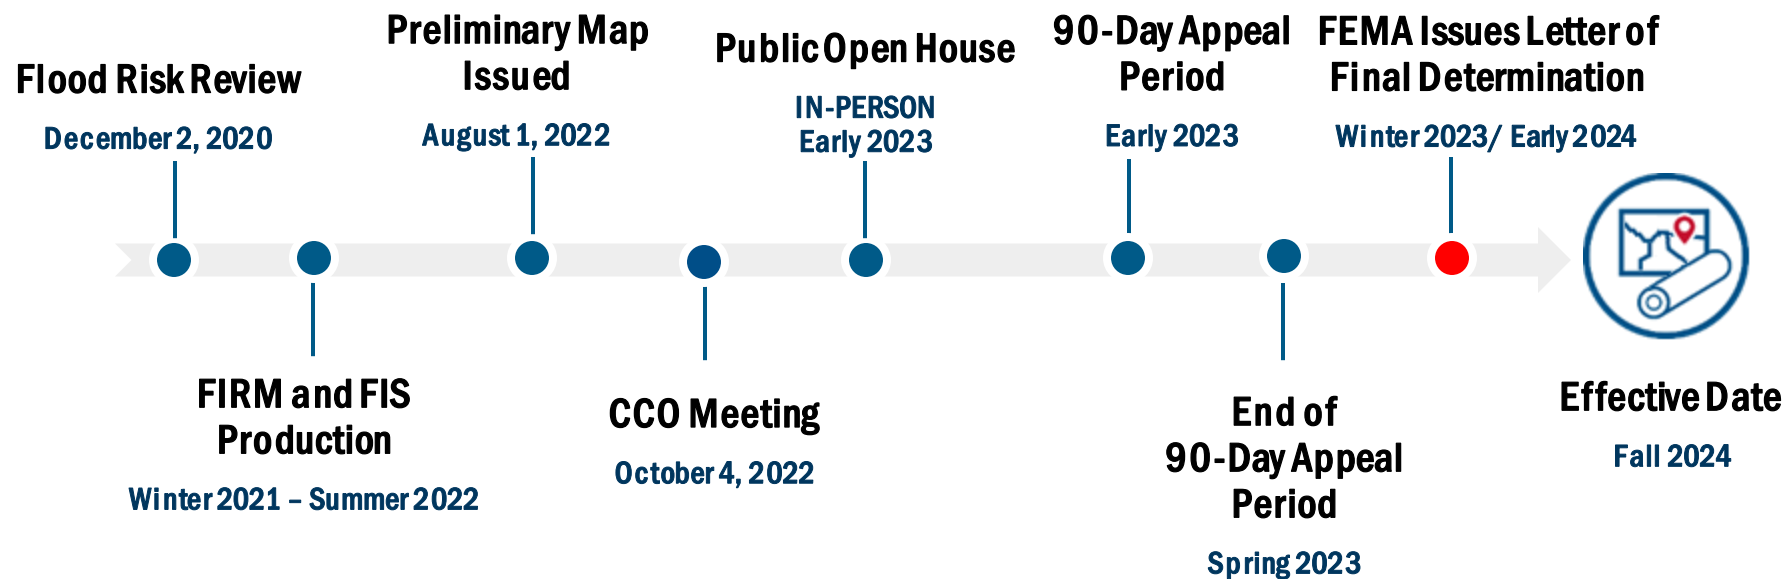 Flood Risk Review
December 2, 2020
FIRM and FIS
Production
Winter 2021 – Summer 2022
Preliminary Map
Issued
August 1, 2022
CCO Meeting
October 4, 2022
Public Open House
IN-PERSON
Early 2023
90-Day Appeal
Period
Early 2023
End of
90-Day Appeal
Period
Spring 2023
FEMA Issues Letter of
Final Determination
Winter 2023/ Early 2024
Effective Date
Fall 2024